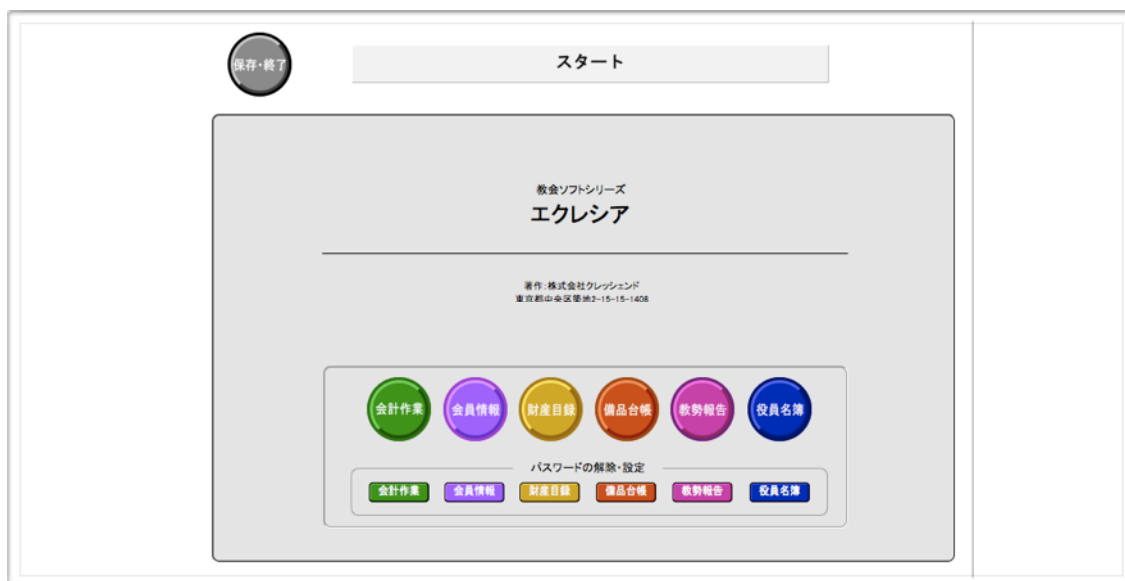 保存・終了
スタート
教会ソフトシリーズ
エクレシア
著作:株式会社クレッシェンド
東京都中央区築地2-15-15-1408
会計作業 会員情報 財産目録 備品台帳 教勢報告 役員名簿
パスワードの解除・設定
会計作業 会員情報 財産目録 備品台帳 教勢報告 役員名簿